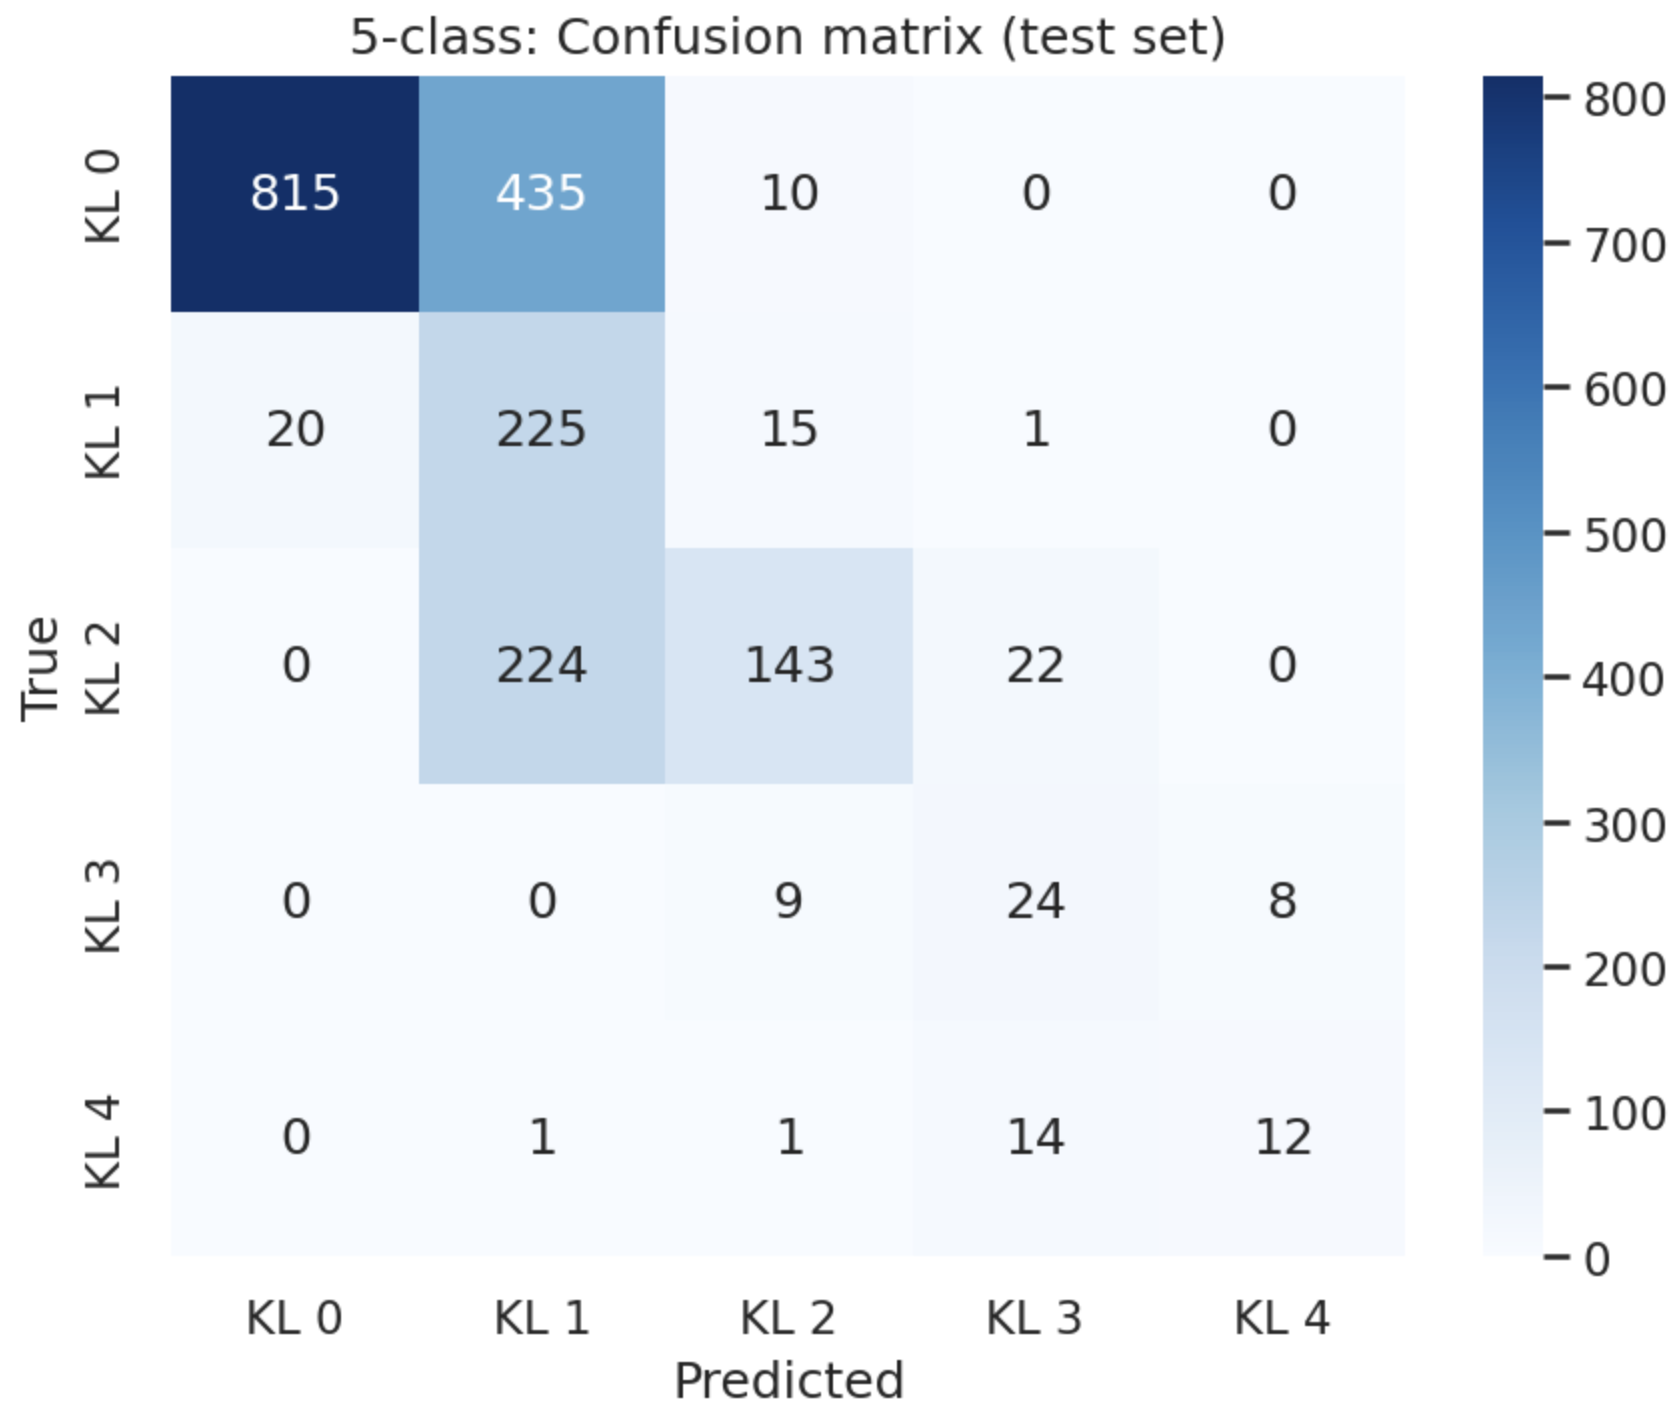 5-class: Confusion matrix (test set)
True
KL 0
815 435 10 0 0
KL 1
20 225 15 1 0
KL 2
0 224 143 22 0
KL 3
0 0 9 24 8
KL 4
0 1 1 14 12
KL 0 KL 1 KL 2 KL 3 KL 4
Predicted
800
700
600
500
400
300
200
100
0